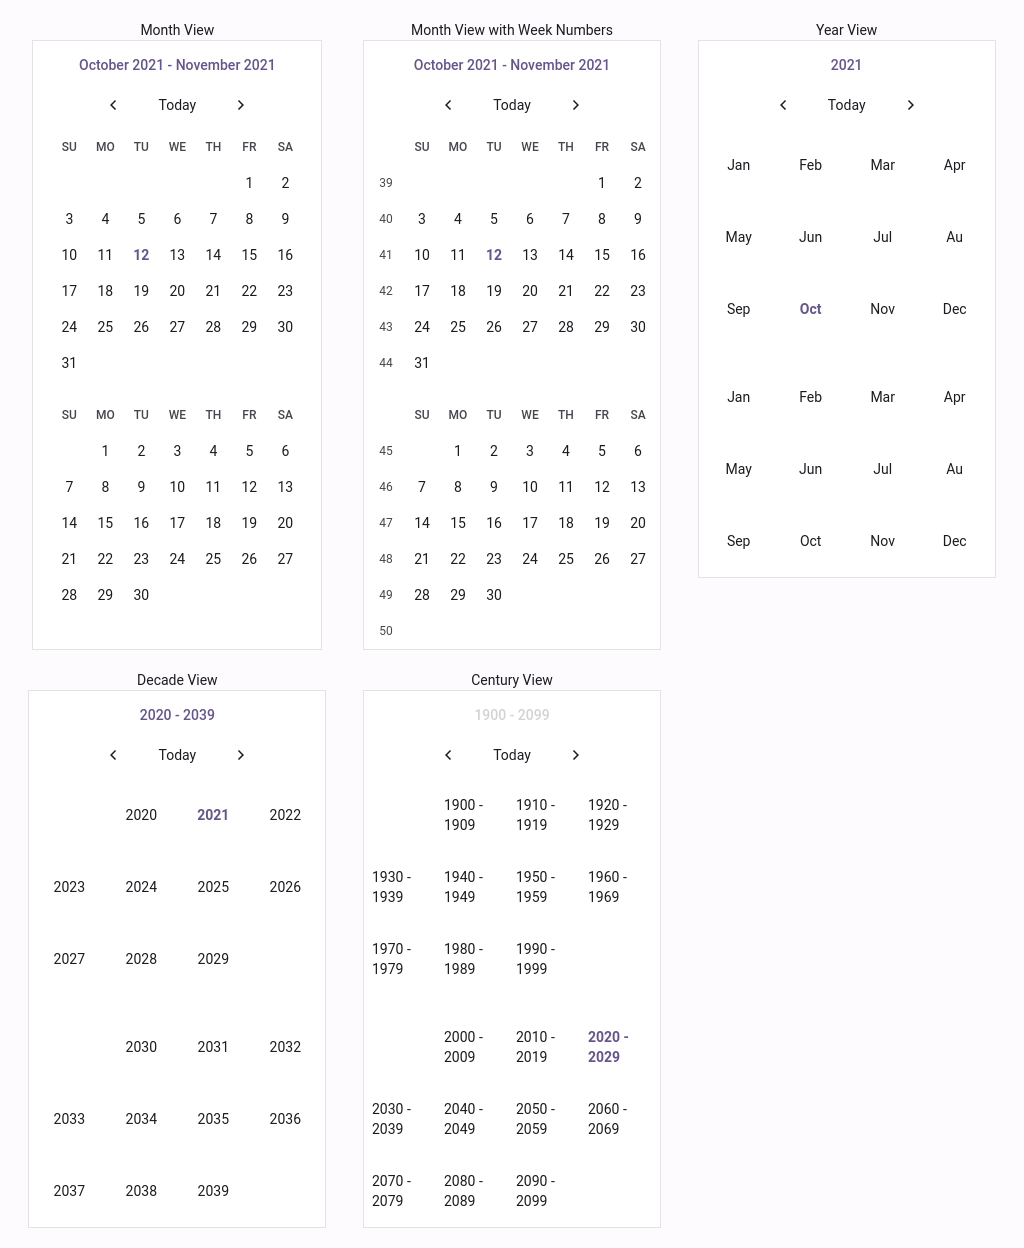 Month View
October 2021 - November 2021
Today
SU MO TU WE TH FR SA
1 2
3 4 5 6 7 8 9
10 11 12 13 14 15 16
17 18 19 20 21 22 23
24 25 26 27 28 29 30
31
SU MO TU WE TH FR SA
1 2 3 4 5 6
7 8 9 10 11 12 13
14 15 16 17 18 19 20
21 22 23 24 25 26 27
28 29 30
Month View with Week Numbers
October 2021 - November 2021
Today
SU MO TU WE TH FR SA
39 1 2
40 3 4 5 6 7 8 9
41 10 11 12 13 14 15 16
42 17 18 19 20 21 22 23
43 24 25 26 27 28 29 30
44 31
SU MO TU WE TH FR SA
45 1 2 3 4 5 6
46 7 8 9 10 11 12 13
47 14 15 16 17 18 19 20
48 21 22 23 24 25 26 27
49 28 29 30
50
Year View
2021
Today
Jan Feb Mar Apr
May Jun Jul Au
Sep Oct Nov Dec
Jan Feb Mar Apr
May Jun Jul Au
Sep Oct Nov Dec
Decade View
2020 - 2039
Today
2020 2021 2022
2023 2024 2025 2026
2027 2028 2029
2030 2031 2032
2033 2034 2035 2036
2037 2038 2039
Century View
1900 - 2099
Today
1900 - 1910 - 1920 -
1909 1919 1929
1930 - 1940 - 1950 - 1960 -
1939 1949 1959 1969
1970 - 1980 - 1990 -
1979 1989 1999
2000 - 2010 - 2020 -
2009 2019 2029
2030 - 2040 - 2050 - 2060 -
2039 2049 2059 2069
2070 - 2080 - 2090 -
2079 2089 2099